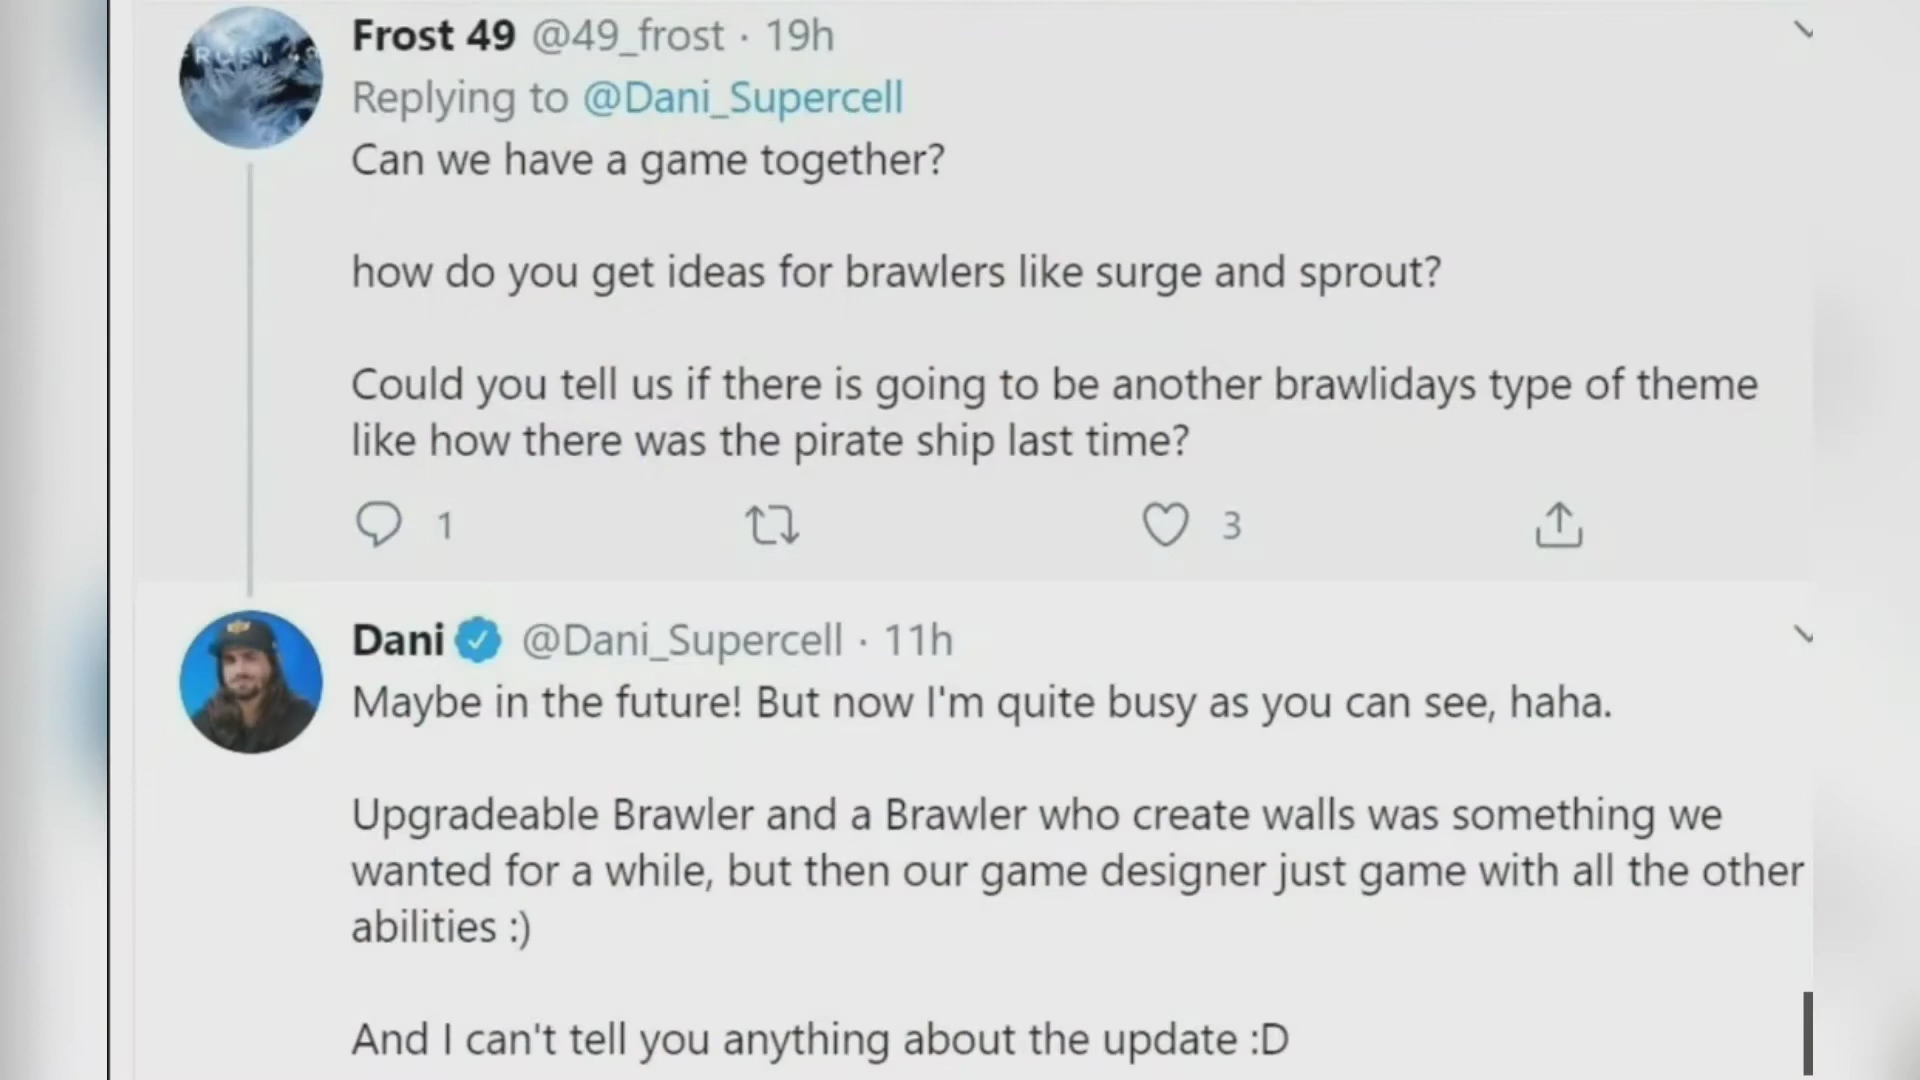 Frost 49 @49_frost · 19h
Replying to @Dani_Supercell
Can we have a game together?
how do you get ideas for brawlers like surge and sprout?
Could you tell us if there is going to be another brawlidays type of theme
like how there was the pirate ship last time?
1 3
Dani @Dani_Supercell · 11h
Maybe in the future! But now I'm quite busy as you can see, haha.
Upgradeable Brawler and a Brawler who create walls was something we
wanted for a while, but then our game designer just game with all the other
abilities :)
And I can't tell you anything about the update :D